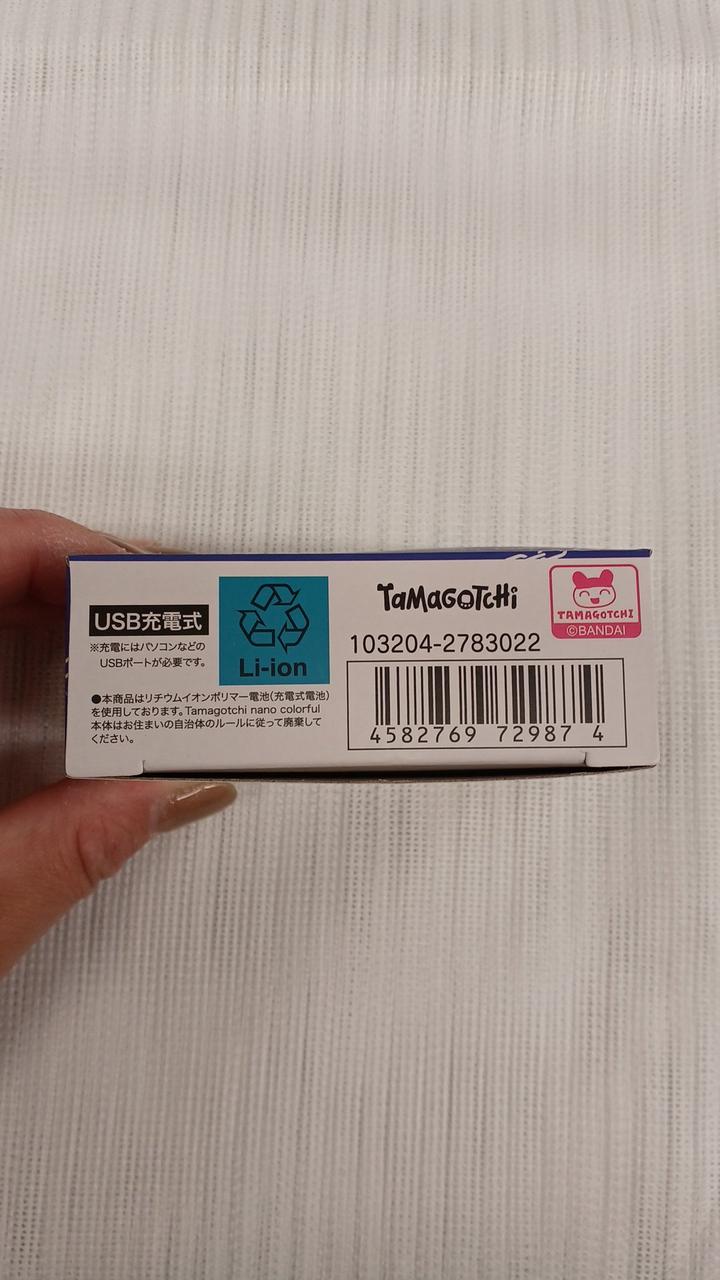 USB充電式
※充電にはパソコンなどの
USBポートが必要です。
Li-ion
●本商品はリチウムイオンポリマー電池(充電式電池)
を使用しております。Tamagotchi nano colorful
本体はお住まいの自治体のルールに従って廃棄して
ください。
TaMaGoTCHi
103204-2783022
4582769 72987 4
TAMAGOTCHI
©BANDAI